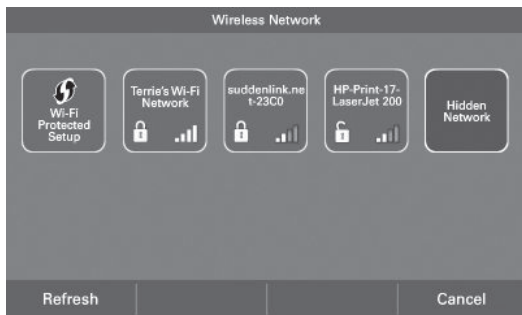 Wireless Network
Wi-Fi
Protected
Setup
Terrie's Wi-Fi
Network
suddenlink.ne
t-23C0
HP-Print-17-
LaserJet 200
Hidden
Network
Refresh
Cancel